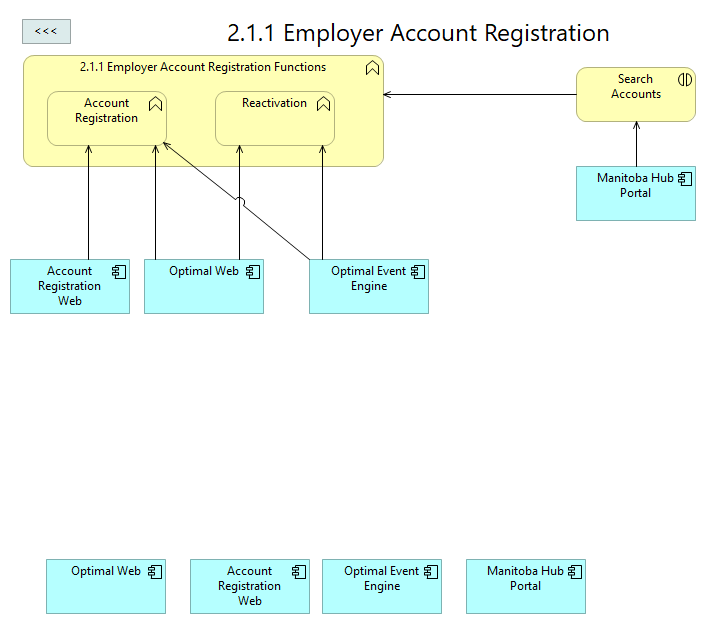 <<<
2.1.1 Employer Account Registration
2.1.1 Employer Account Registration Functions
Account
Registration
Reactivation
Search
Accounts
Manitoba Hub
Portal
Account
Registration
Web
Optimal Web
Optimal Event
Engine
Optimal Web
Account
Registration
Web
Optimal Event
Engine
Manitoba Hub
Portal